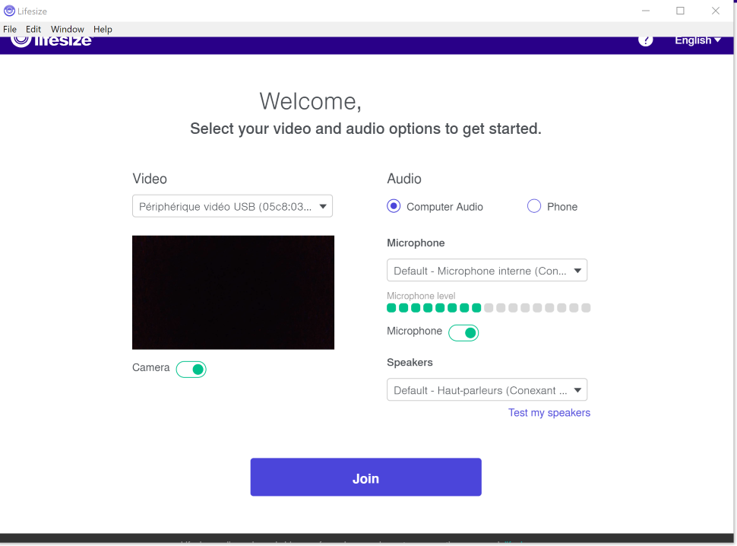 Lifesize
File Edit Window Help
lifesize
? English
Welcome,
Select your video and audio options to get started.
Video
Périphérique vidéo USB (05c8:03...
Camera
Audio
Computer Audio Phone
Microphone
Default - Microphone interne (Con...
Microphone level
Microphone
Speakers
Default - Haut-parleurs (Conexant ...
Test my speakers
Join